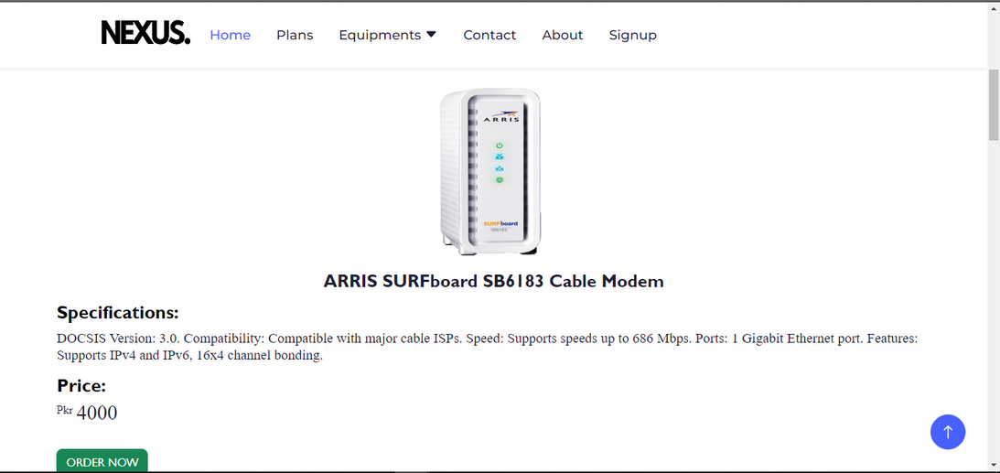 NEXUS. Home Plans Equipments Contact About Signup
ARRIS
SURFboard
SB6183
ARRIS SURFboard SB6183 Cable Modem
Specifications:
DOCSIS Version: 3.0. Compatibility: Compatible with major cable ISPs. Speed: Supports speeds up to 686 Mbps. Ports: 1 Gigabit Ethernet port. Features:
Supports IPv4 and IPv6, 16x4 channel bonding.
Price:
Pkr 4000
ORDER NOW